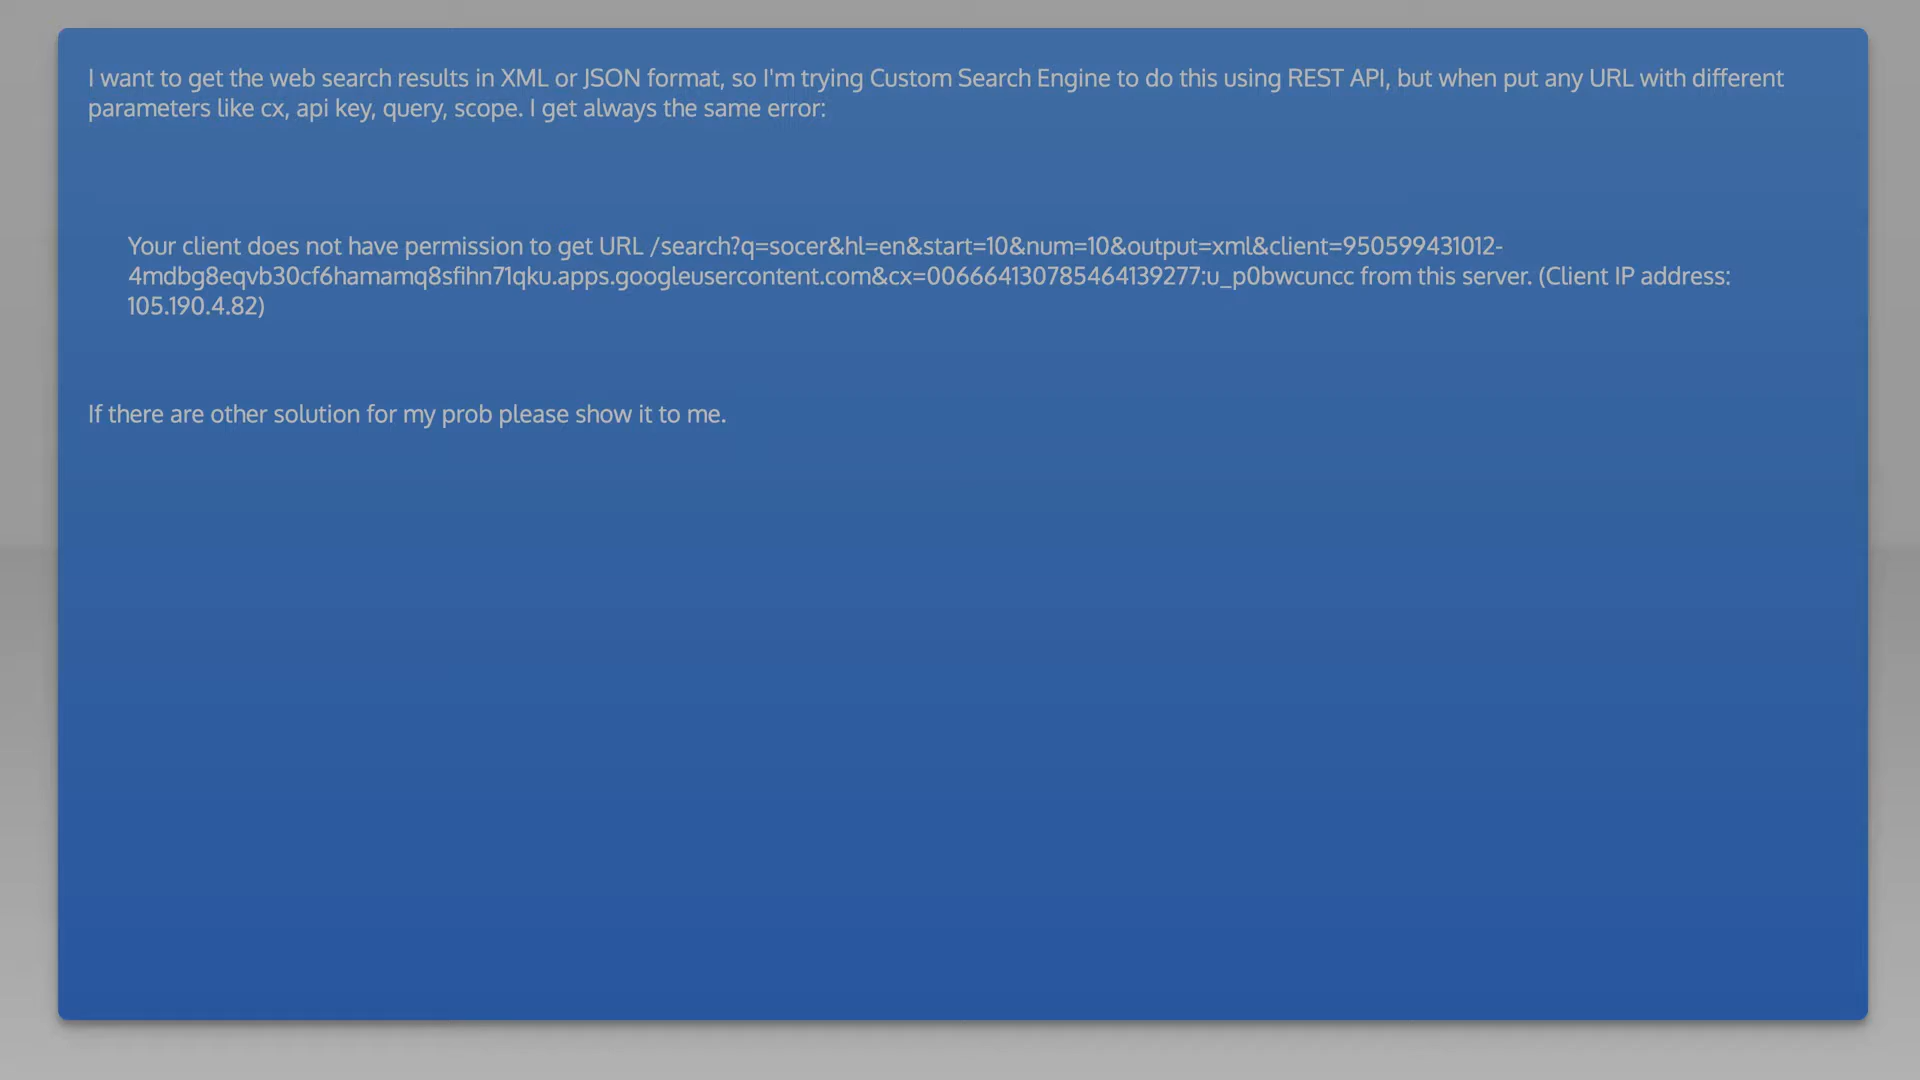 I want to get the web search results in XML or JSON format, so I'm trying Custom Search Engine to do this using REST API, but when put any URL with different
parameters like cx, api key, query, scope. I get always the same error:
Your client does not have permission to get URL /search?q=socer&hl=en&start=10&num=10&output=xml&client=950599431012-
4mdbg8eqvb30cf6hamamq8sfihn71qku.apps.googleusercontent.com&cx=006664130785464139277:u_p0bwcuncc from this server. (Client IP address:
105.190.4.82)
If there are other solution for my prob please show it to me.